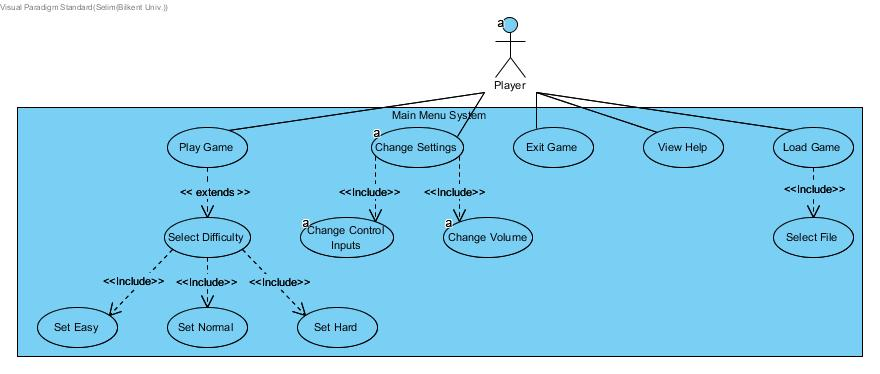 Visual Paradigm Standard(Selim(Bilkent Univ.))
a
Player
Main Menu System
a
Play Game
Change Settings
Exit Game
View Help
Load Game
<< extends >>
<<Include>>
<<Include>>
<<Include>>
a
a
Select Difficulty
Change Control
Inputs
Change Volume
Select File
<<Include>>
<<Include>>
<<Include>>
Set Easy
Set Normal
Set Hard